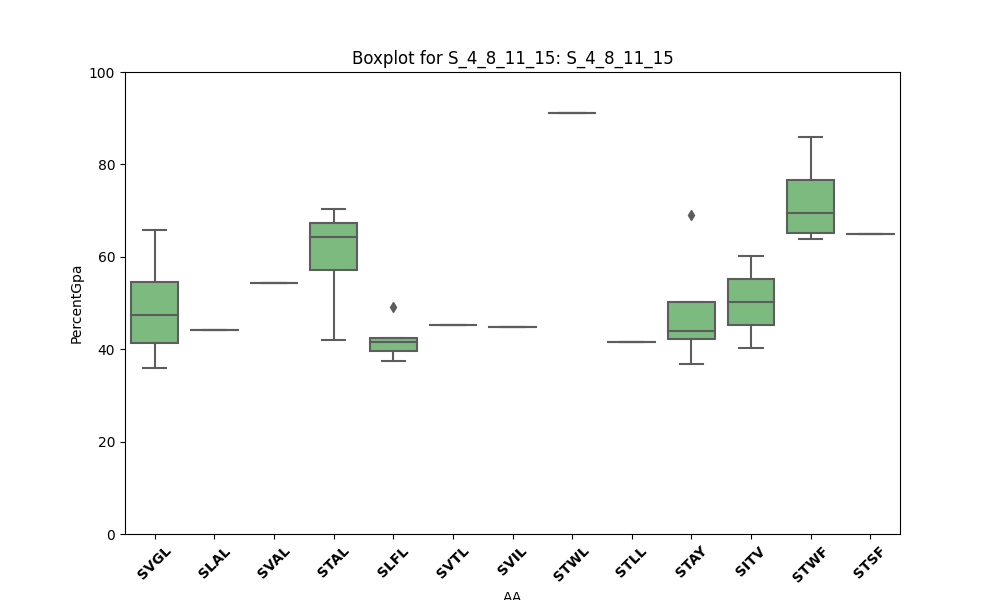 Boxplot for S_4_8_11_15: S_4_8_11_15
100
80
60
40
20
0
PercentGpa
SVGL
SLAL
SVAL
STAL
SLFL
SVTL
SVIL
STWL
STLL
STAY
SITV
STWF
STSF
AA